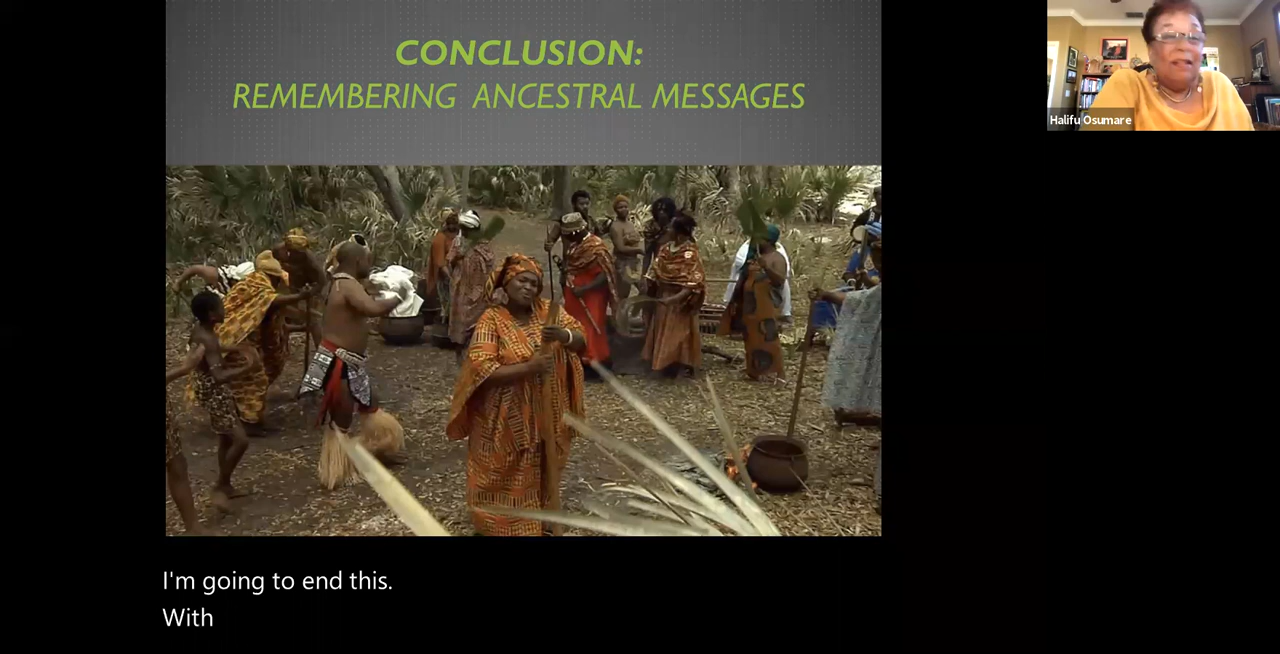 CONCLUSION:
REMEMBERING ANCESTRAL MESSAGES
Halifu Osumare
I'm going to end this.
With